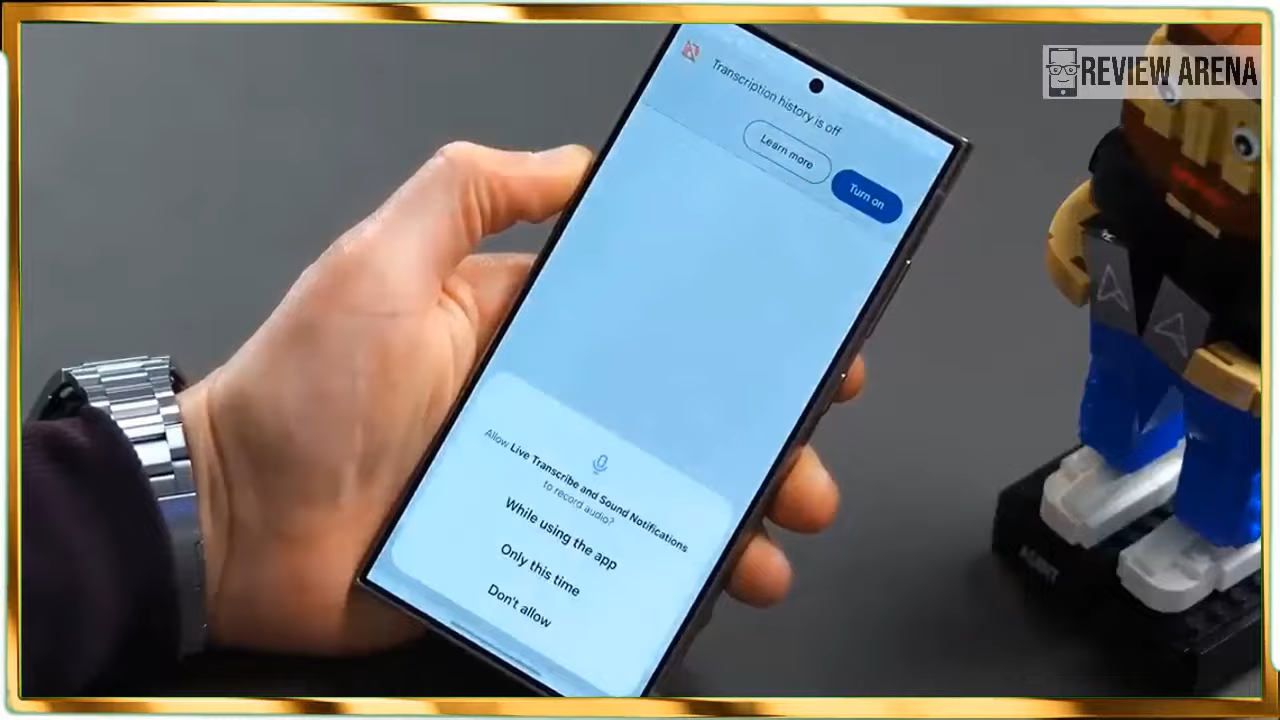 REVIEW ARENA
Transcription history is off
Learn more
Turn on
Allow Live Transcribe and Sound Notifications
to record audio?
While using the app
Only this time
Don't allow